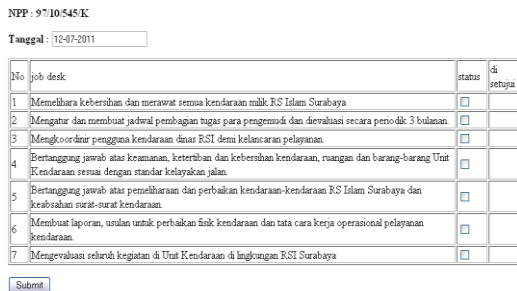 NPP : 97/10/545/K
Tanggal : 12-07-2011
No job desk status di setujui
1 Memelihara kebersihan dan merawat semua kendaraan milik RS Islam Surabaya
2 Mengatur dan membuat jadwal pembagian tugas para pengemudi dan dievaluasi secara periodik 3 bulanan.
3 Mengkoordinir pengguna kendaraan dinas RSI demi kelancaran pelayanan.
4 Bertanggung jawab atas keamanan, ketertiban dan kebersihan kendaraan, ruangan dan barang-barang Unit
Kendaraan sesuai dengan standar kelayakan jalan.
5 Bertanggung jawab atas pemeliharaan dan perbaikan kendaraan-kendaraan RS Islam Surabaya dan
keabsahan surat-surat kendaraan.
6 Membuat laporan, usulan untuk perbaikan fisik kendaraan dan tata cara kerja operasional pelayanan
kendaraan.
7 Mengevaluasi seluruh kegiatan di Unit Kendaraan di lingkungan RSI Surabaya
Submit